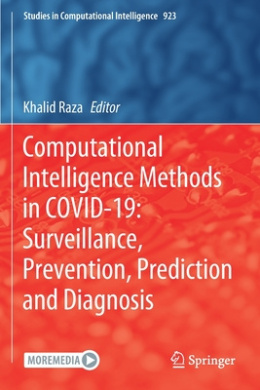 Studies in Computational Intelligence 923
Khalid Raza Editor
Computational
Intelligence Methods
in COVID-19:
Surveillance,
Prevention, Prediction
and Diagnosis
MOREMEDIA
Springer